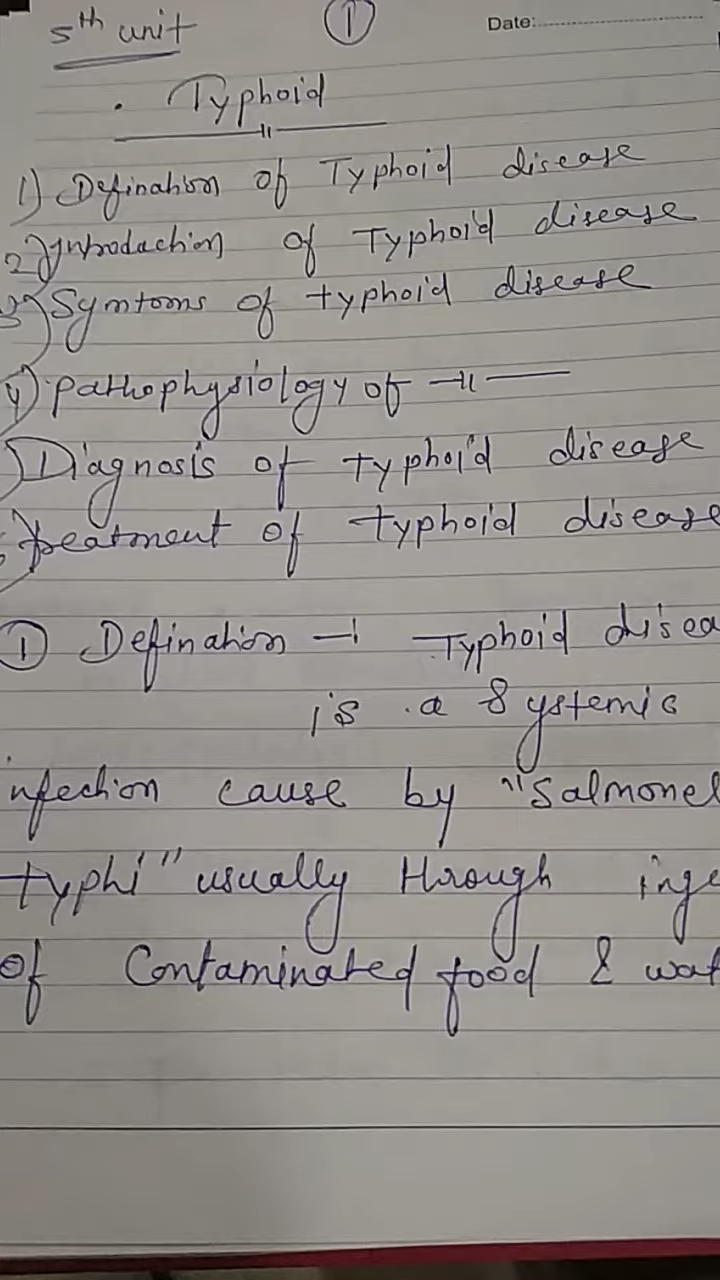 5th unit
1
Date:
. Typhoid
1) Defination of Typhoid disease
2) Introdaction of Typhoid disease
3) Symtoms of typhoid disease
4) pathophysiology of -11-
) Diagnosis of typhoid disease
treatment of typhoid disease
1 Defination - Typhoid disea
is a Systemic
infection cause by "Salmonel
typhi" usually through inge
of Contaminated food & wat